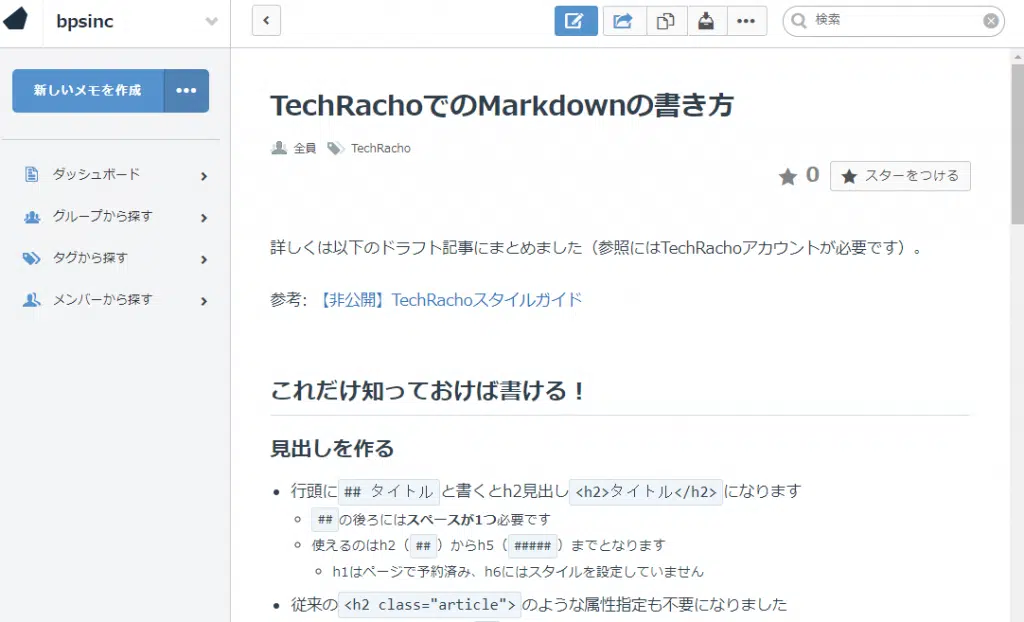 bpsinc
検索
新しいメモを作成
ダッシュボード
グループから探す
タグから探す
メンバーから探す
TechRachoでのMarkdownの書き方
全員 TechRacho
0 スターをつける
詳しくは以下のドラフト記事にまとめました（参照にはTechRachoアカウントが必要です）。
参考: 【非公開】TechRachoスタイルガイド
これだけ知っておけば書ける！
見出しを作る
行頭に## タイトルと書くとh2見出し<h2>タイトル</h2>になります
##の後ろにはスペースが1つ必要です
使えるのはh2（##）からh5（#####）までとなります
h1はページで予約済み、h6にはスタイルを設定していません
従来の<h2 class="article">のような属性指定も不要になりました